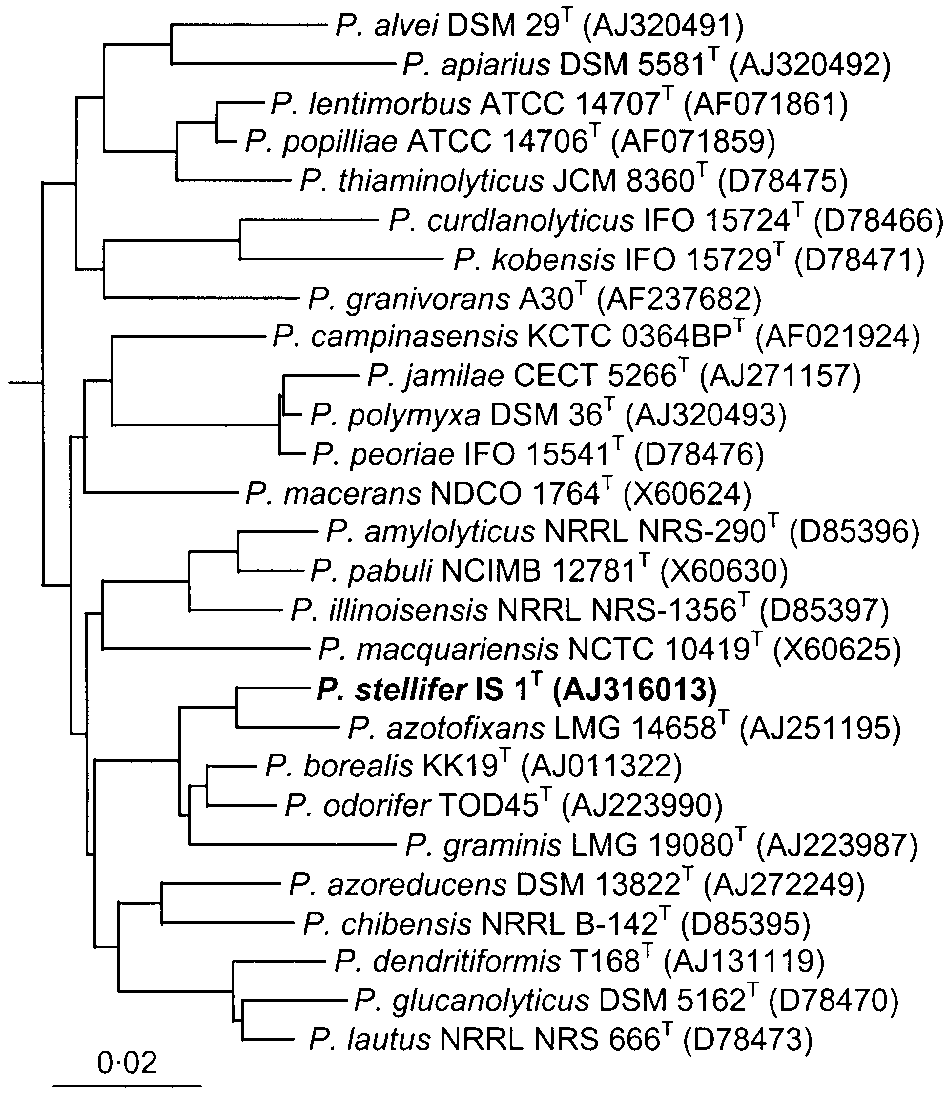 P. alvei DSM 29ᵀ (AJ320491)
P. apiarius DSM 5581ᵀ (AJ320492)
P. lentimorbus ATCC 14707ᵀ (AF071861)
P. popilliae ATCC 14706ᵀ (AF071859)
P. thiaminolyticus JCM 8360ᵀ (D78475)
P. curdlanolyticus IFO 15724ᵀ (D78466)
P. kobensis IFO 15729ᵀ (D78471)
P. granivorans A30ᵀ (AF237682)
P. campinasensis KCTC 0364BPᵀ (AF021924)
P. jamilae CECT 5266ᵀ (AJ271157)
P. polymyxa DSM 36ᵀ (AJ320493)
P. peoriae IFO 15541ᵀ (D78476)
P. macerans NDCO 1764ᵀ (X60624)
P. amylolyticus NRRL NRS-290ᵀ (D85396)
P. pabuli NCIMB 12781ᵀ (X60630)
P. illinoisensis NRRL NRS-1356ᵀ (D85397)
P. macquariensis NCTC 10419ᵀ (X60625)
P. stellifer IS 1ᵀ (AJ316013)
P. azotofixans LMG 14658ᵀ (AJ251195)
P. borealis KK19ᵀ (AJ011322)
P. odorifer TOD45ᵀ (AJ223990)
P. graminis LMG 19080ᵀ (AJ223987)
P. azoreducens DSM 13822ᵀ (AJ272249)
P. chibensis NRRL B-142ᵀ (D85395)
P. dendritiformis T168ᵀ (AJ131119)
P. glucanolyticus DSM 5162ᵀ (D78470)
P. lautus NRRL NRS 666ᵀ (D78473)
0·02